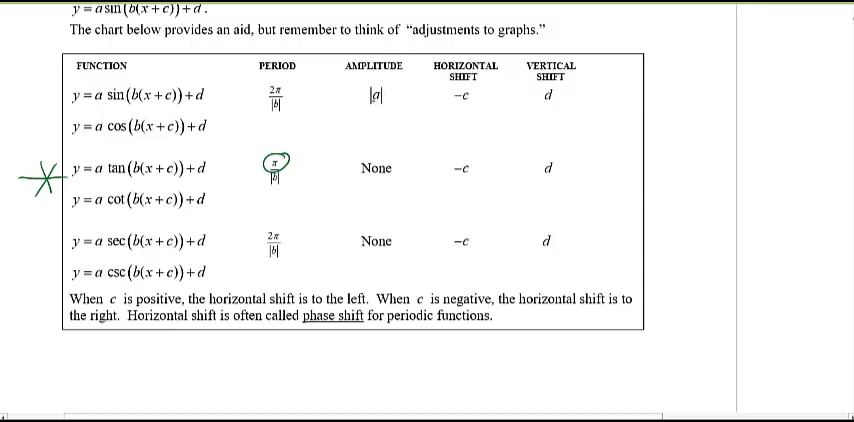 y = a sin(b(x + c)) + d.
The chart below provides an aid, but remember to think of “adjustments to graphs.”
FUNCTION PERIOD AMPLITUDE HORIZONTAL SHIFT VERTICAL SHIFT
y = a sin(b(x + c)) + d 2π/|b| |a| −c d
y = a cos(b(x + c)) + d
y = a tan(b(x + c)) + d π/|b| None −c d
y = a cot(b(x + c)) + d
y = a sec(b(x + c)) + d 2π/|b| None −c d
y = a csc(b(x + c)) + d
When c is positive, the horizontal shift is to the left. When c is negative, the horizontal shift is to
the right. Horizontal shift is often called phase shift for periodic functions.